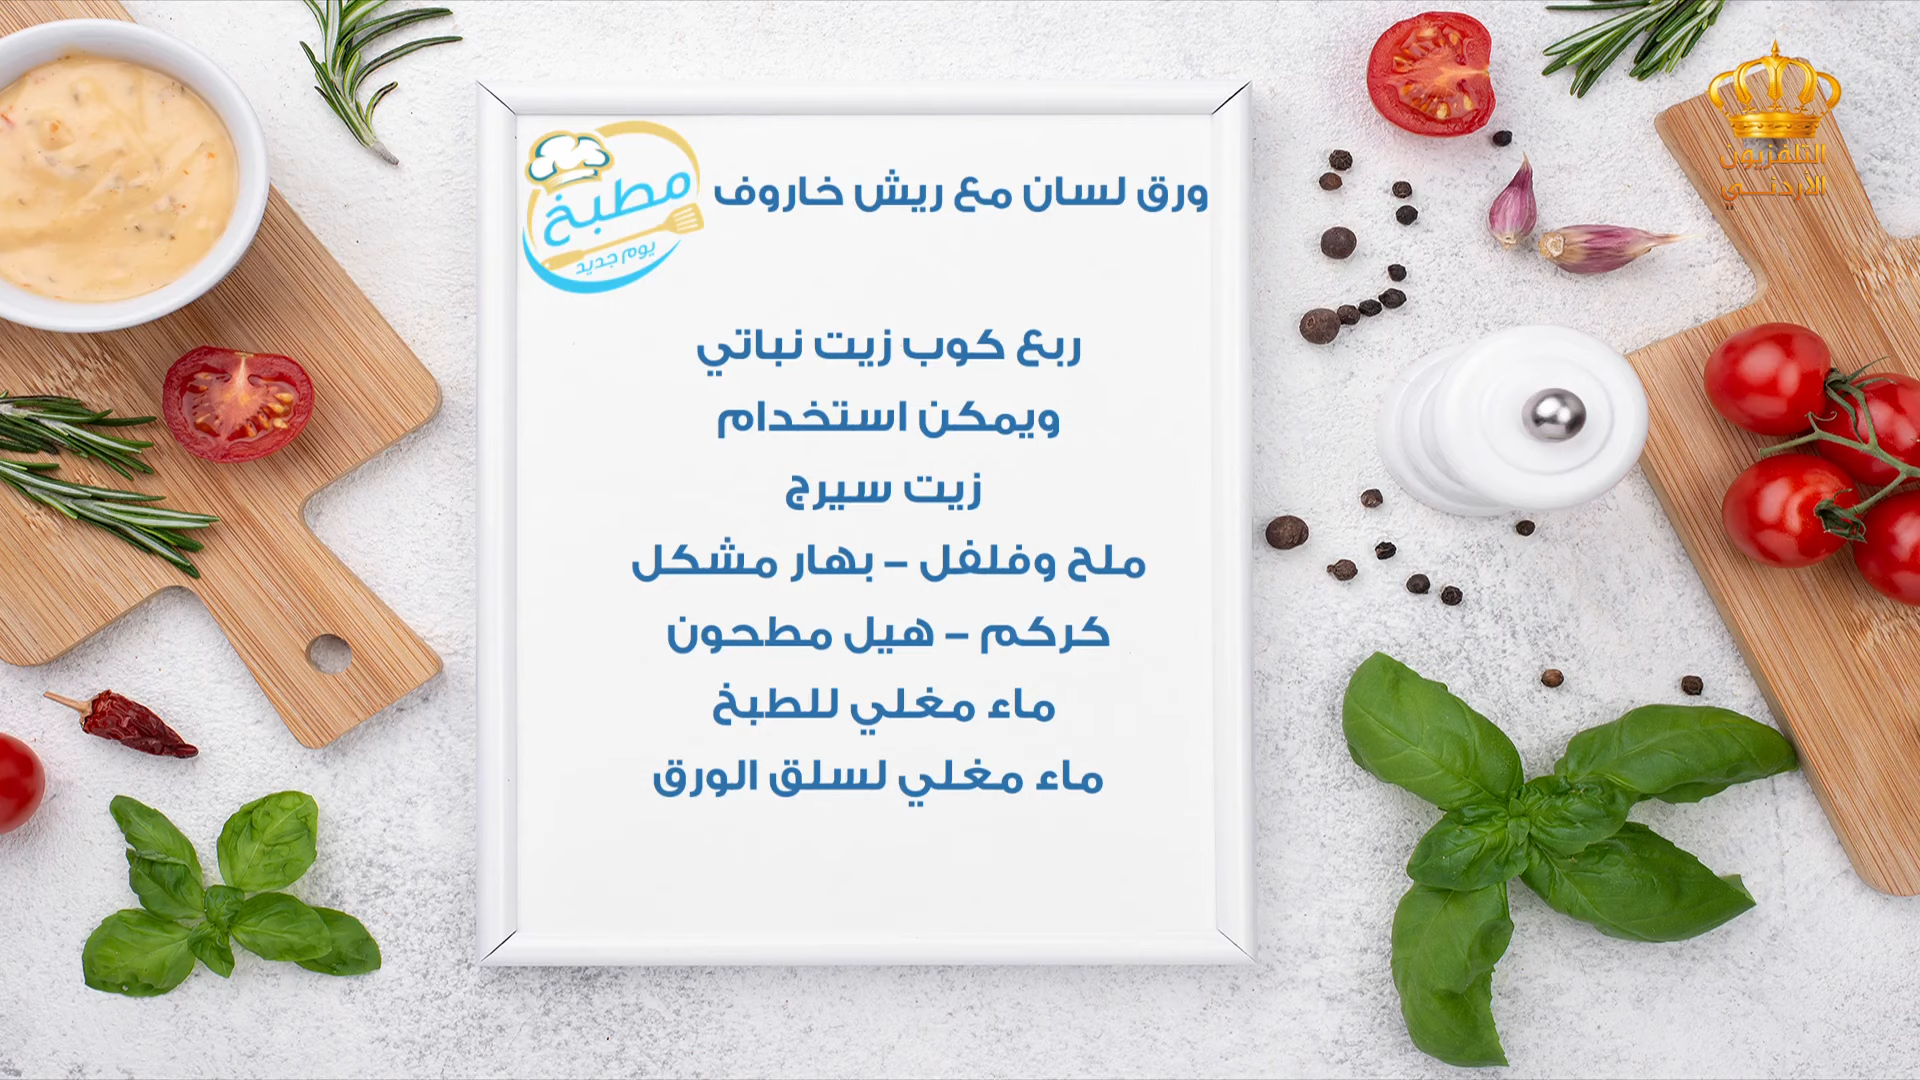 ورق لسان مع ريش خاروف
مطبخ
يوم جديد
ربع كوب زيت نباتي
ويمكن استخدام
زيت سيرج
ملح وفلفل – بهار مشكل
كركم – هيل مطحون
ماء مغلي للطبخ
ماء مغلي لسلق الورق
التلفزيون
الأردني